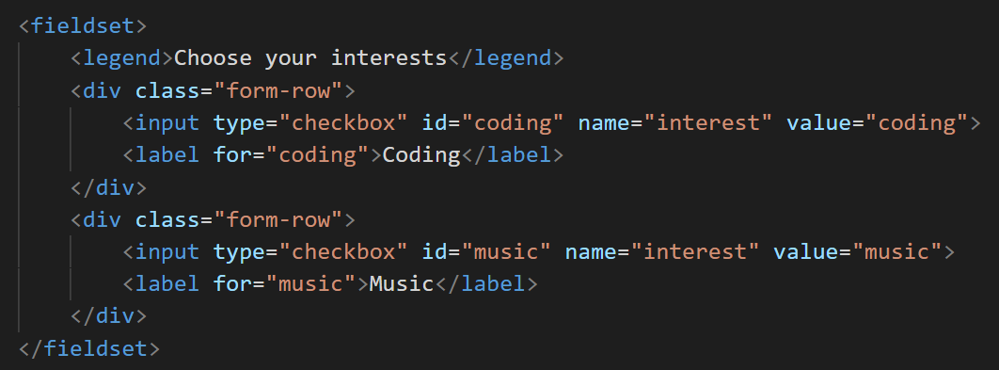 <fieldset>
    <legend>Choose your interests</legend>
    <div class="form-row">
        <input type="checkbox" id="coding" name="interest" value="coding">
        <label for="coding">Coding</label>
    </div>
    <div class="form-row">
        <input type="checkbox" id="music" name="interest" value="music">
        <label for="music">Music</label>
    </div>
</fieldset>